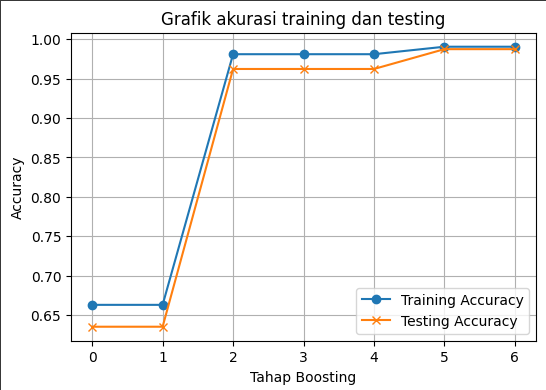 Grafik akurasi training dan testing
1.00
0.95
0.90
0.85
0.80
0.75
0.70
0.65
Accuracy
Training Accuracy
Testing Accuracy
0 1 2 3 4 5 6
Tahap Boosting